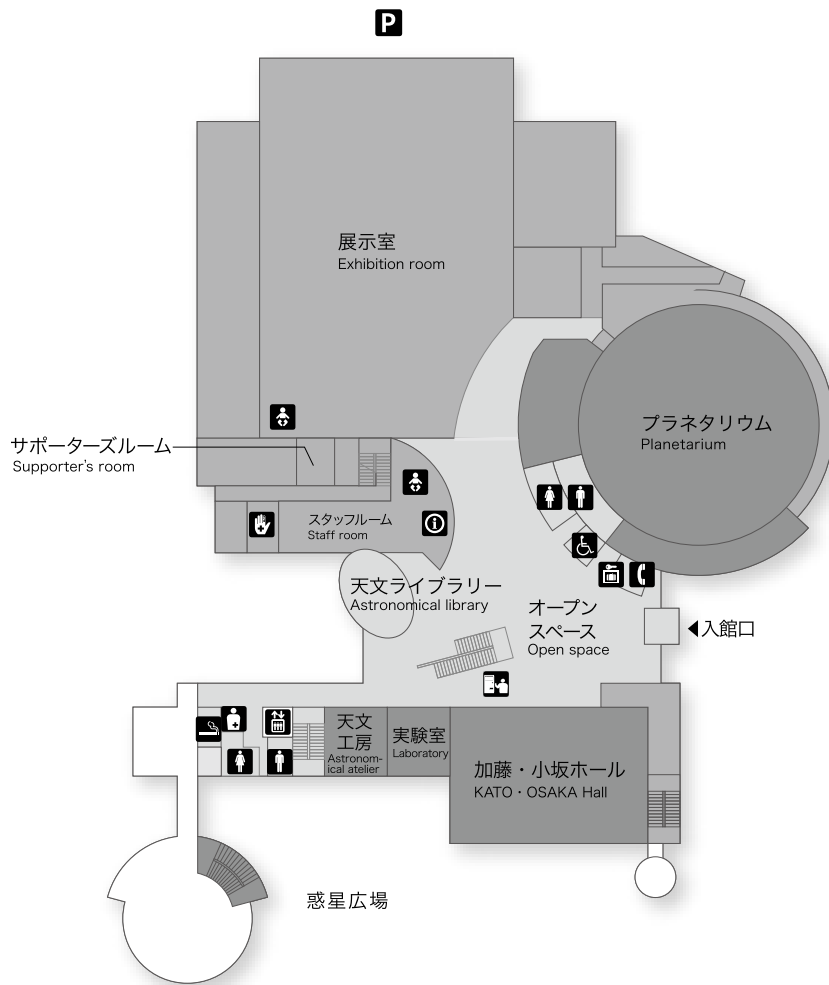 P
展示室
Exhibition room
プラネタリウム
Planetarium
サポーターズルーム
Supporter's room
スタッフルーム
Staff room
天文ライブラリー
Astronomical library
オープン
スペース
Open space
◀入館口
天文
工房
Astronom-
ical atelier
実験室
Laboratory
加藤・小坂ホール
KATO・OSAKA Hall
惑星広場